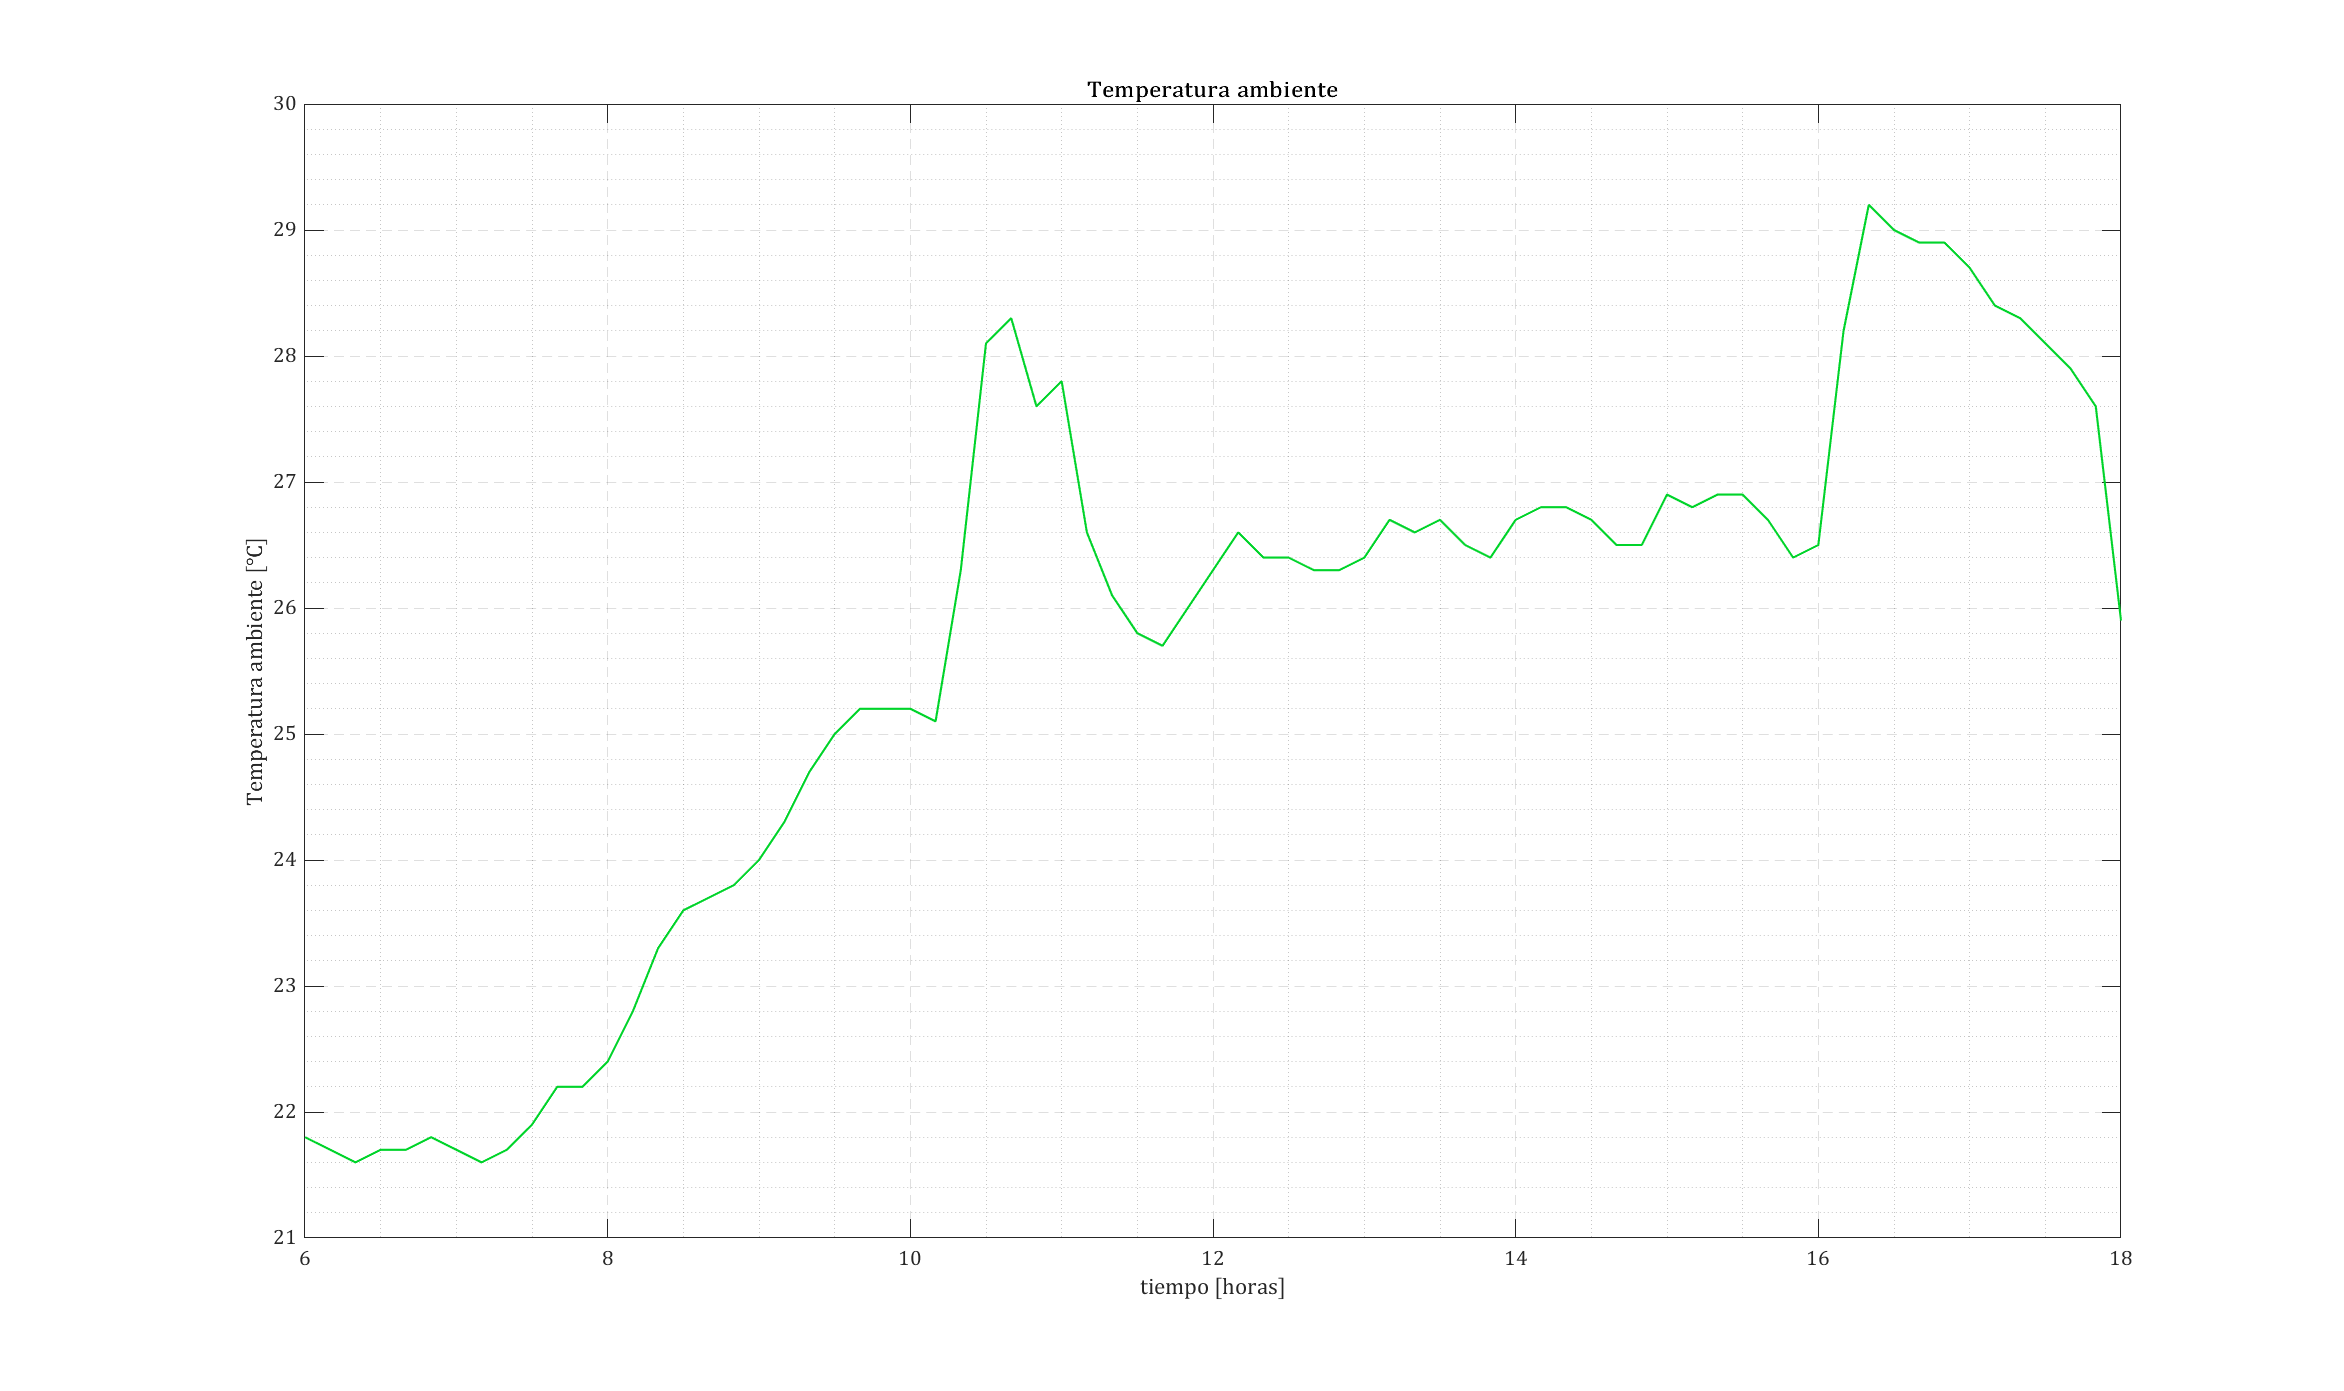 Temperatura ambiente
30
29
28
27
26
25
24
23
22
21
Temperatura ambiente [°C]
6 8 10 12 14 16 18
tiempo [horas]